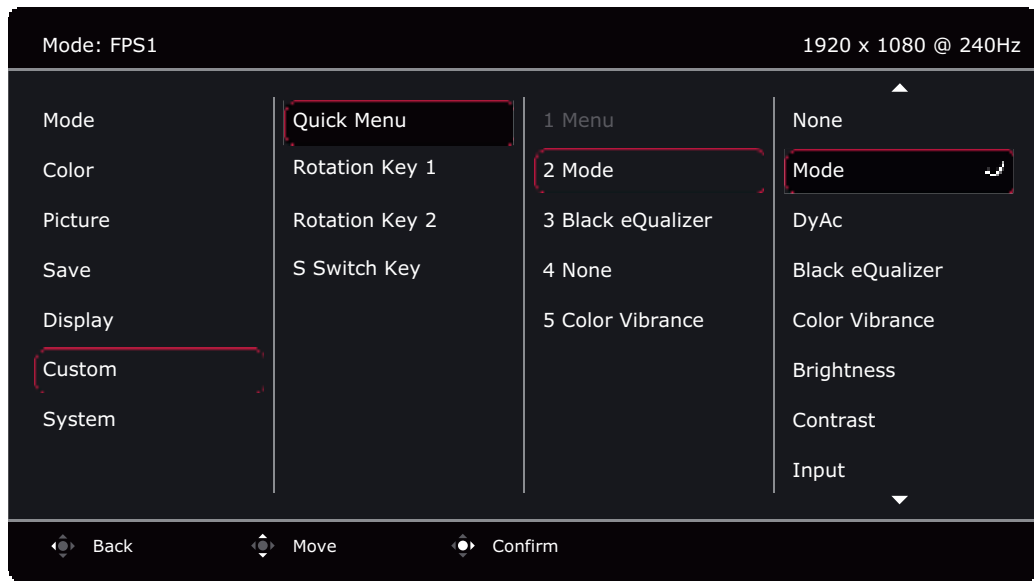 Mode: FPS1
1920 x 1080 @ 240Hz
Mode
Color
Picture
Save
Display
Custom
System
Quick Menu
Rotation Key 1
Rotation Key 2
S Switch Key
1 Menu
2 Mode
3 Black eQualizer
4 None
5 Color Vibrance
None
Mode
DyAc
Black eQualizer
Color Vibrance
Brightness
Contrast
Input
Back
Move
Confirm